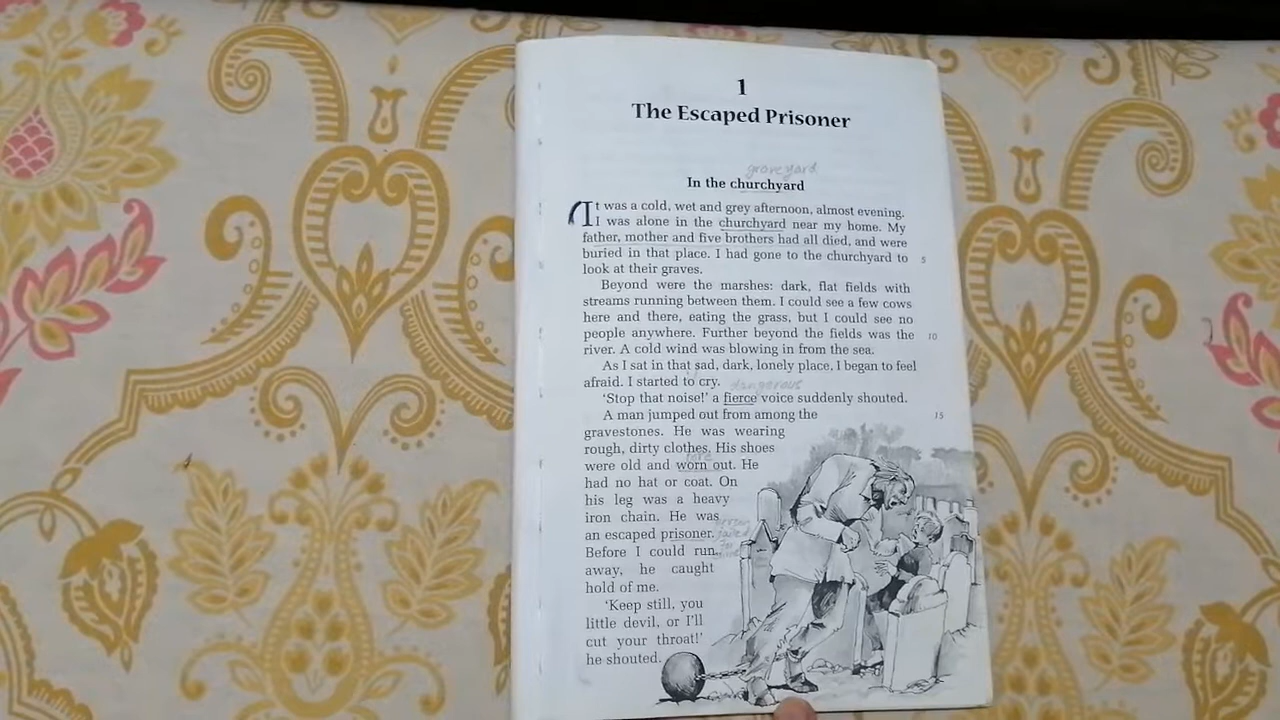 1
The Escaped Prisoner
graveyard
In the churchyard
It was a cold, wet and grey afternoon, almost evening.
I was alone in the churchyard near my home. My
father, mother and five brothers had all died, and were
buried in that place. I had gone to the churchyard to 5
look at their graves.
Beyond were the marshes: dark, flat fields with
streams running between them. I could see a few cows
here and there, eating the grass, but I could see no
people anywhere. Further beyond the fields was the 10
river. A cold wind was blowing in from the sea.
As I sat in that sad, dark, lonely place, I began to feel
afraid. I started to cry.
dangerous
'Stop that noise!' a fierce voice suddenly shouted.
A man jumped out from among the 15
gravestones. He was wearing
rough, dirty clothes. His shoes
were old and worn out. He
had no hat or coat. On
his leg was a heavy
iron chain. He was
an escaped prisoner.
Before I could run
away, he caught
hold of me.
'Keep still, you
little devil, or I'll
cut your throat!'
he shouted.